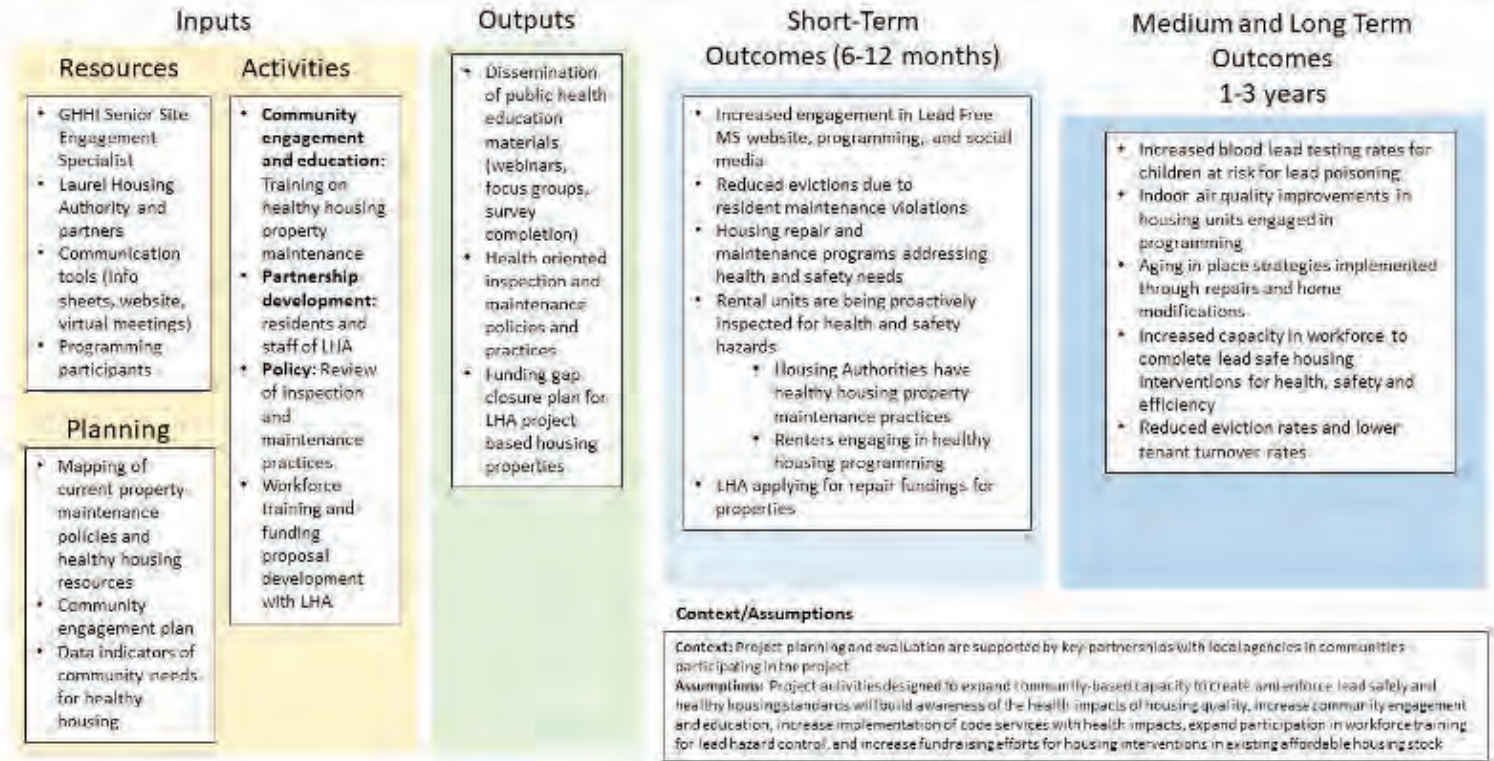 Inputs
Resources
• GHHI Senior Site
Engagement
Specialist
• Laurel Housing
Authority and
partners
• Communication
tools (info
sheets, website,
virtual meetings)
• Programming
participants
Planning
• Mapping of
current property
maintenance
policies and
healthy housing
resources
• Community
engagement plan
• Data indicators of
community needs
for healthy
housing
Activities
• Community
engagement
and education:
Training on
healthy housing
property
maintenance
• Partnership
development:
residents and
staff of LHA
• Policy: Review
of inspection
and
maintenance
practices
• Workforce
training and
funding
proposal
development
with LHA
Outputs
• Dissemination
of public health
education
materials
(webinars,
focus groups,
survey
completion)
• Health oriented
inspection and
maintenance
policies and
practices
• Funding gap
closure plan for
LHA project
based housing
properties
Short-Term
Outcomes (6-12 months)
• Increased engagement in Lead Free
MS website, programming, and social
media
• Reduced evictions due to
resident maintenance violations
• Housing repair and
maintenance programs addressing
health and safety needs
• Rental units are being proactively
inspected for health and safety
hazards
• Housing Authorities have
healthy housing property
maintenance practices
• Renters engaging in healthy
housing programming
• LHA applying for repair fundings for
properties
Medium and Long Term
Outcomes
1-3 years
• Increased blood lead testing rates for
children at risk for lead poisoning
• Indoor air quality improvements in
housing units engaged in
programming
• Aging in place strategies implemented
through repairs and home
modifications
• Increased capacity in workforce to
complete lead safe housing
interventions for health, safety and
efficiency
• Reduced eviction rates and lower
tenant turnover rates
Context/Assumptions
Context: Project planning and evaluation are supported by key partnerships with local agencies in communities
participating in the project
Assumptions: Project activities designed to expand community-based capacity to create and enforce lead safety and
healthy housing standards will build awareness of the health impacts of housing quality, increase community engagement
and education, increase implementation of code services with health impacts, expand participation in workforce training
for lead hazard control, and increase fundraising efforts for housing interventions in existing affordable housing stock